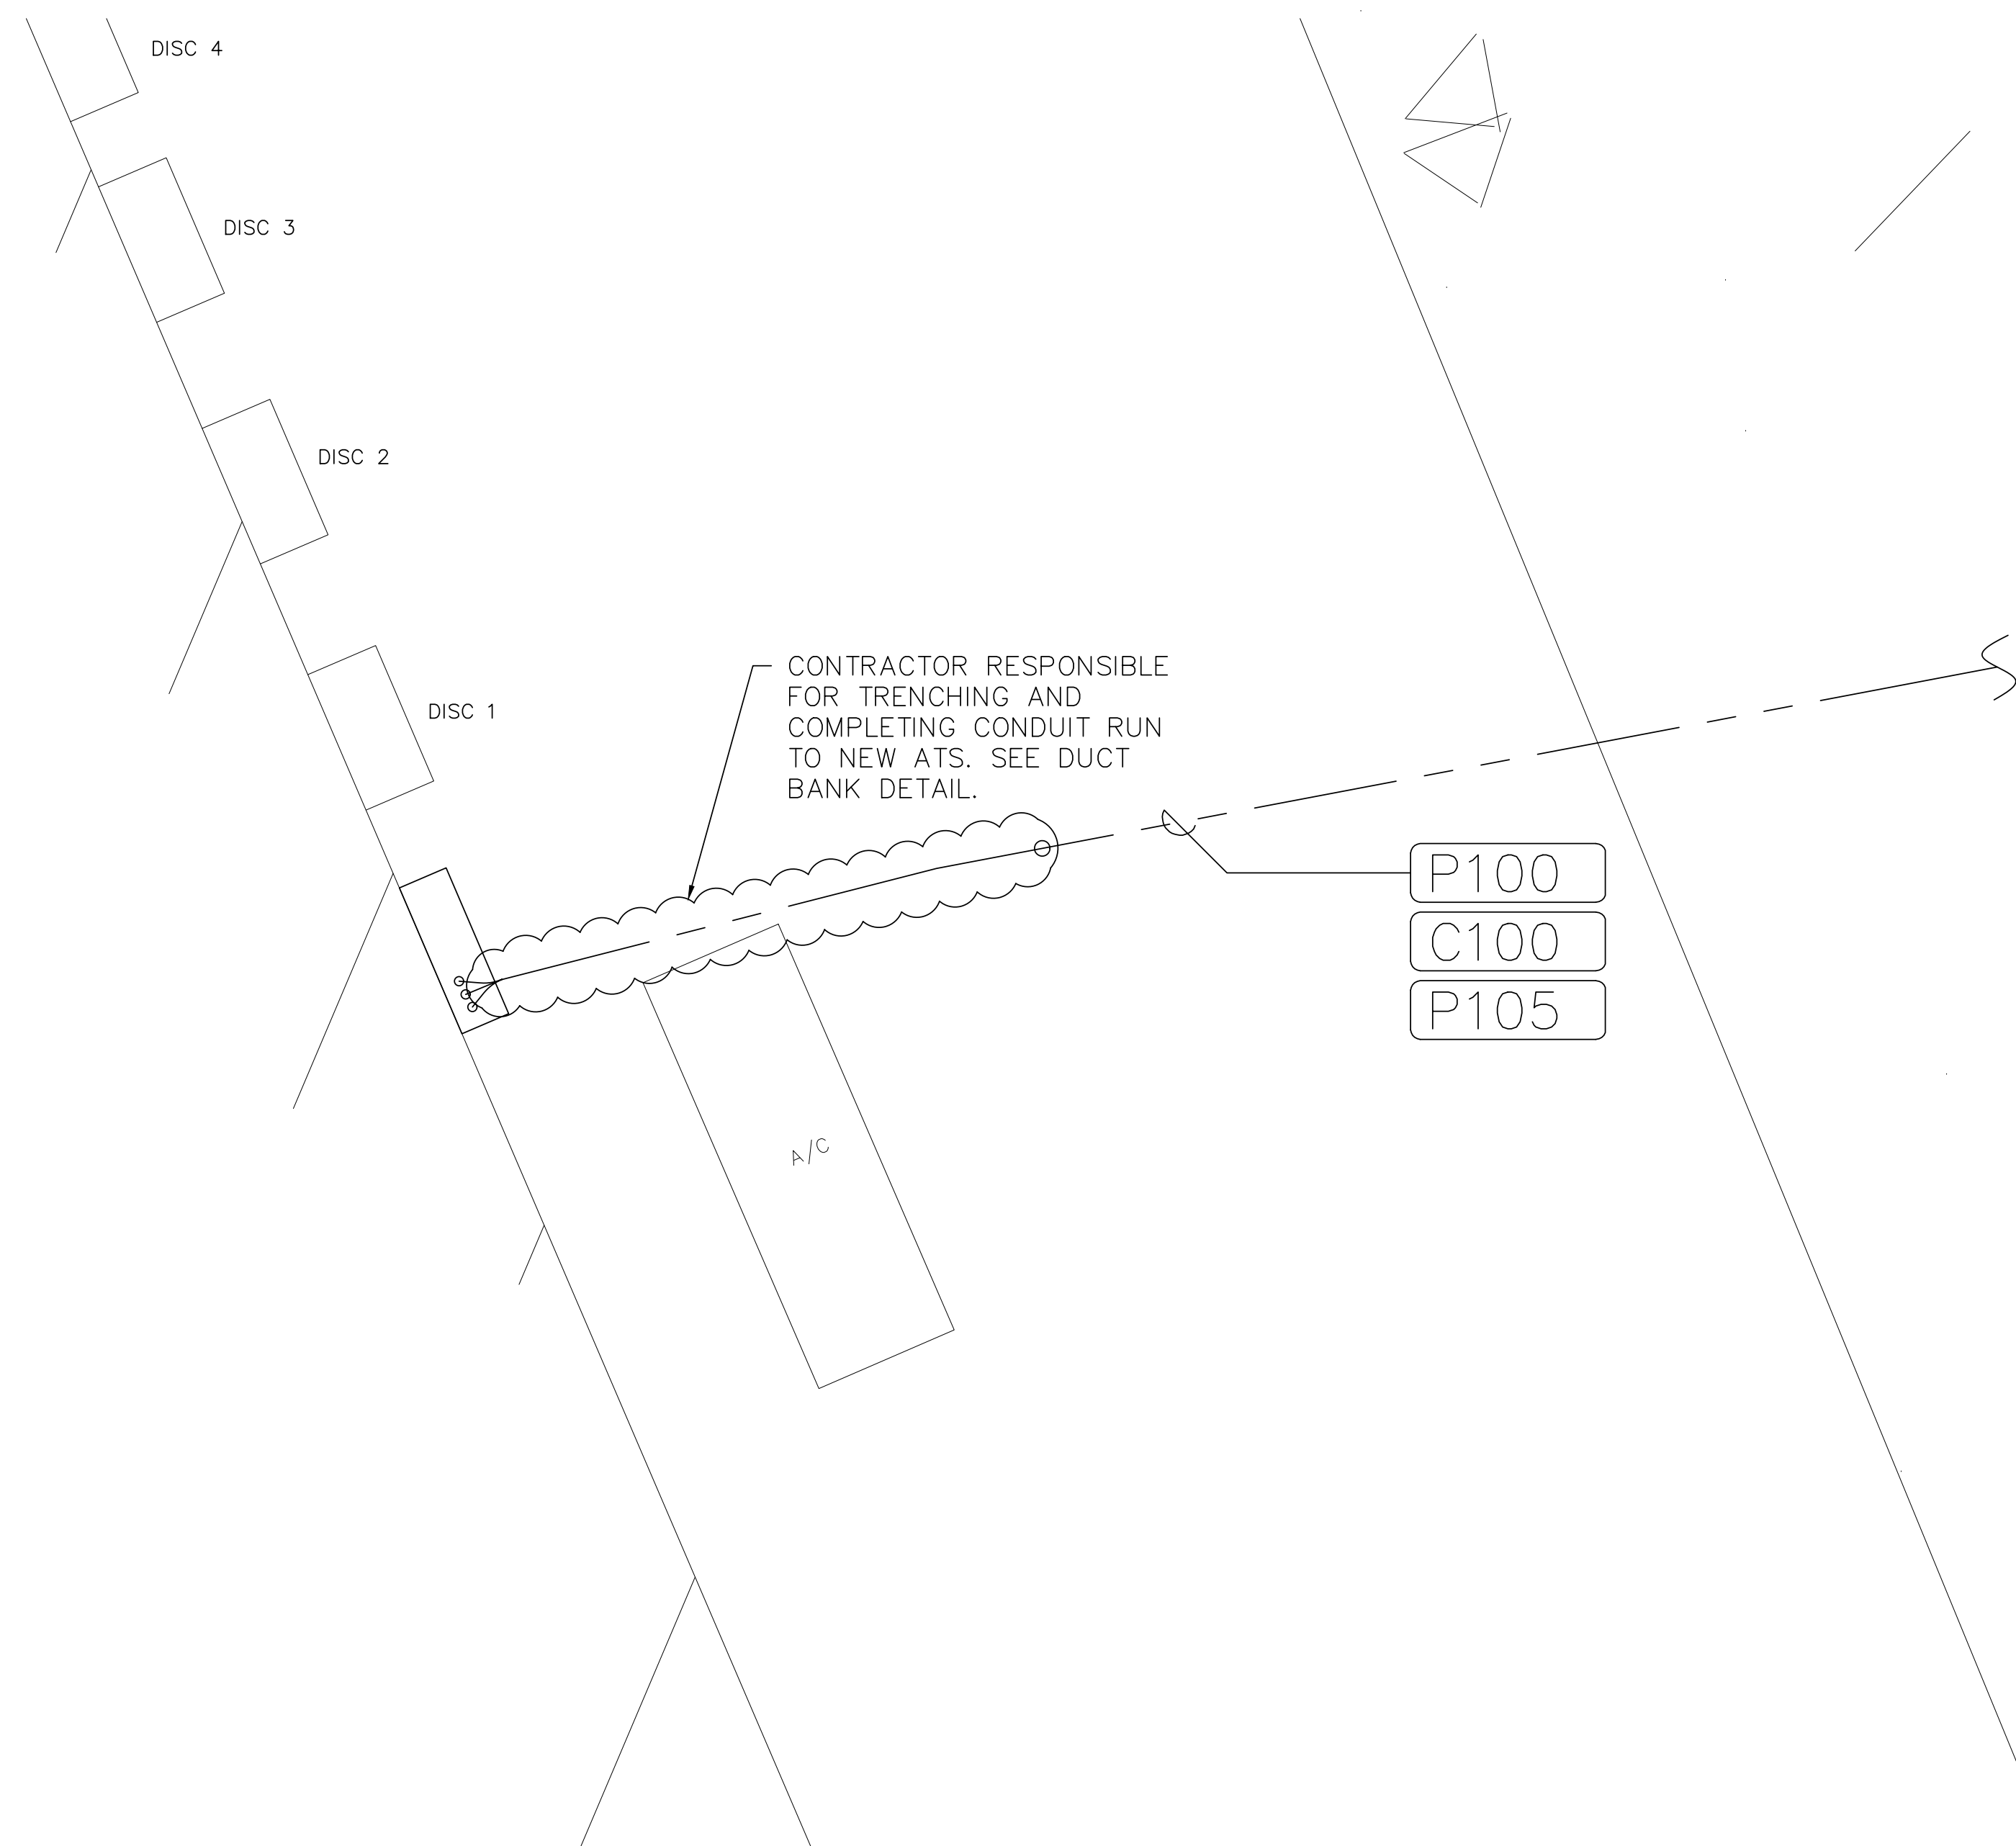 DISC 4
DISC 3
DISC 2
DISC 1
CONTRACTOR RESPONSIBLE
FOR TRENCHING AND
COMPLETING CONDUIT RUN
TO NEW ATS. SEE DUCT
BANK DETAIL.
P100
C100
P105
A/C